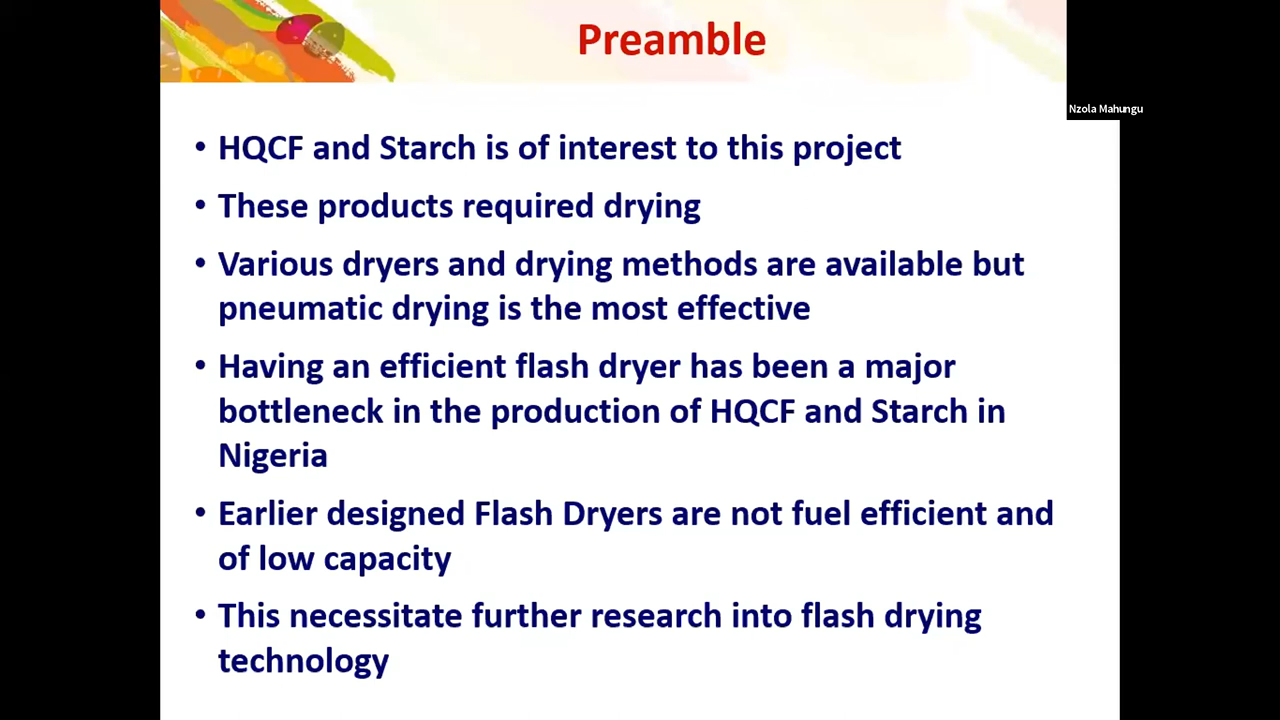 Preamble
Nzola Mahungu
• HQCF and Starch is of interest to this project
• These products required drying
• Various dryers and drying methods are available but
pneumatic drying is the most effective
• Having an efficient flash dryer has been a major
bottleneck in the production of HQCF and Starch in
Nigeria
• Earlier designed Flash Dryers are not fuel efficient and
of low capacity
• This necessitate further research into flash drying
technology